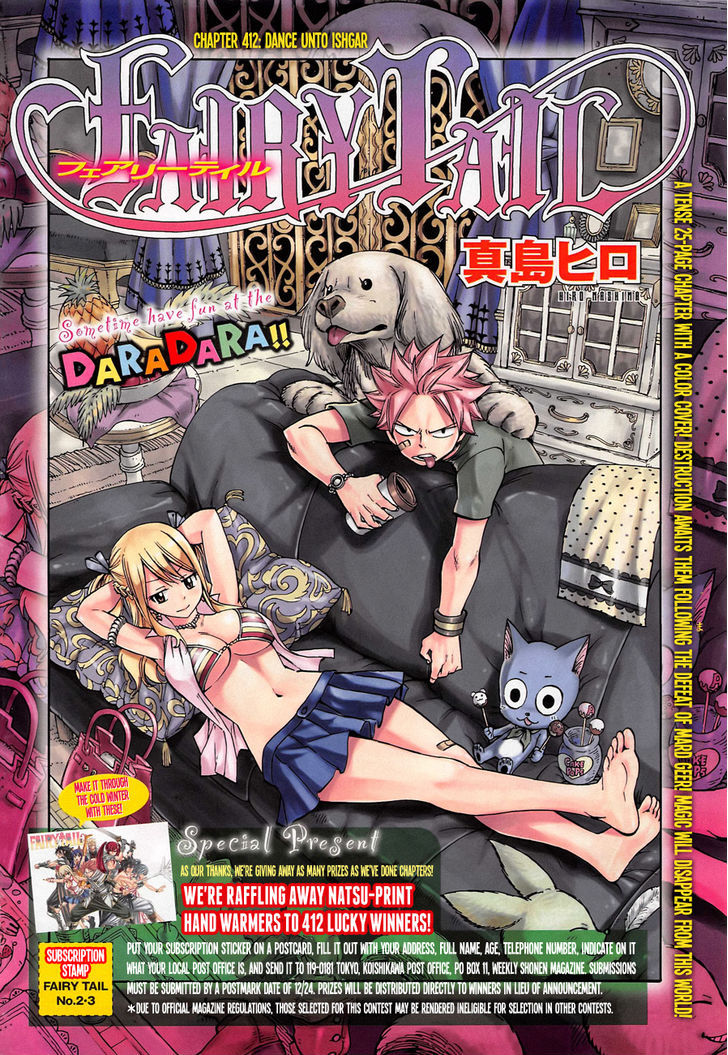 CHAPTER 412: DANCE UNTO ISHGAR
FAIRY TAIL
フェアリーテイル
真島ヒロ
HIRO MASHIMA
Sometime have fun at the
DARADARA!!
A TENSE 25-PAGE CHAPTER WITH A COLOR COVER! DESTRUCTION AWAITS THEM FOLLOWING THE DEFEAT OF MARD GEER! MAGIC WILL DISAPPEAR FROM THIS WORLD!
CAKE
POPS
MAKE IT THROUGH
THE COLD WINTER
WITH THESE!
FAIRY TAIL
Special Present
AS OUR THANKS, WE'RE GIVING AWAY AS MANY PRIZES AS WE'VE DONE CHAPTERS!
WE'RE RAFFLING AWAY NATSU-PRINT
HAND WARMERS TO 412 LUCKY WINNERS!
SUBSCRIPTION
STAMP
FAIRY TAIL
No.2・3
PUT YOUR SUBSCRIPTION STICKER ON A POSTCARD, FILL IT OUT WITH YOUR ADDRESS, FULL NAME, AGE, TELEPHONE NUMBER, INDICATE ON IT
WHAT YOUR LOCAL POST OFFICE IS, AND SEND IT TO 119-0181 TOKYO, KOISHIKAWA POST OFFICE, PO BOX 11, WEEKLY SHONEN MAGAZINE. SUBMISSIONS
MUST BE SUBMITTED BY A POSTMARK DATE OF 12/24. PRIZES WILL BE DISTRIBUTED DIRECTLY TO WINNERS IN LIEU OF ANNOUNCEMENT.
*DUE TO OFFICIAL MAGAZINE REGULATIONS, THOSE SELECTED FOR THIS CONTEST MAY BE RENDERED INELIGIBLE FOR SELECTION IN OTHER CONTESTS.